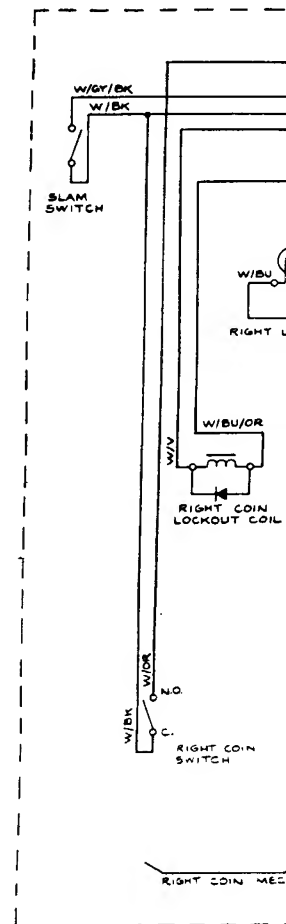 W/GY/BK
W/BK
SLAM
SWITCH
W/BU
RIGHT
W/BU/OR
W/V
RIGHT COIN
LOCKOUT COIL
W/OR
N.O.
W/BK
C.
RIGHT COIN
SWITCH
RIGHT COIN